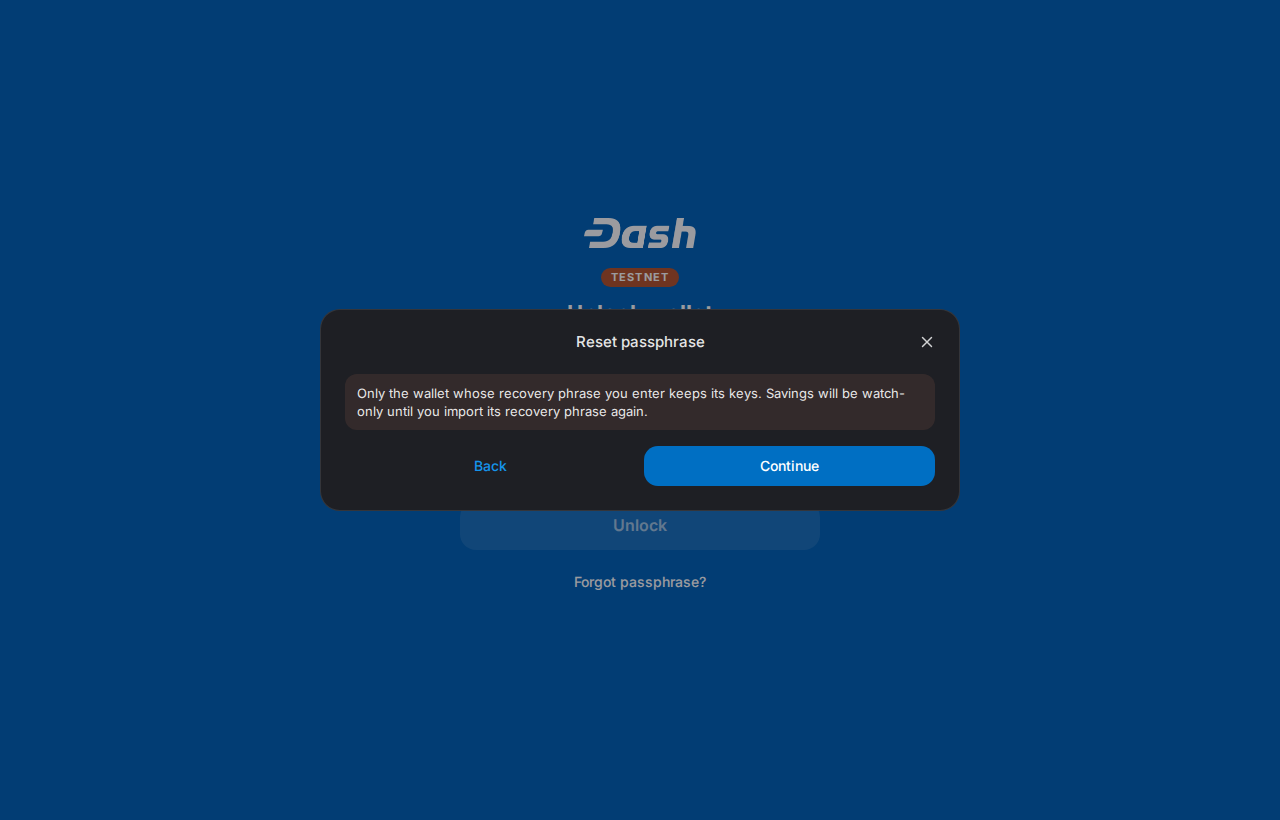 Dash
TESTNET
Reset passphrase
Only the wallet whose recovery phrase you enter keeps its keys. Savings will be watch-
only until you import its recovery phrase again.
Back
Continue
Unlock
Forgot passphrase?